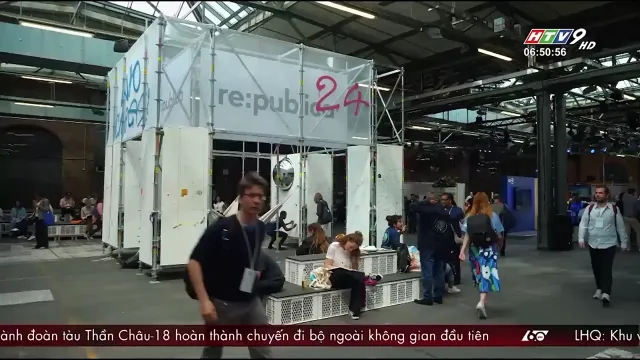 HTV9 HD
06:50:56
re:publica
24
ành đoàn tàu Thần Châu-18 hoàn thành chuyến đi bộ ngoài không gian đầu tiên
60
LHQ: Khu v